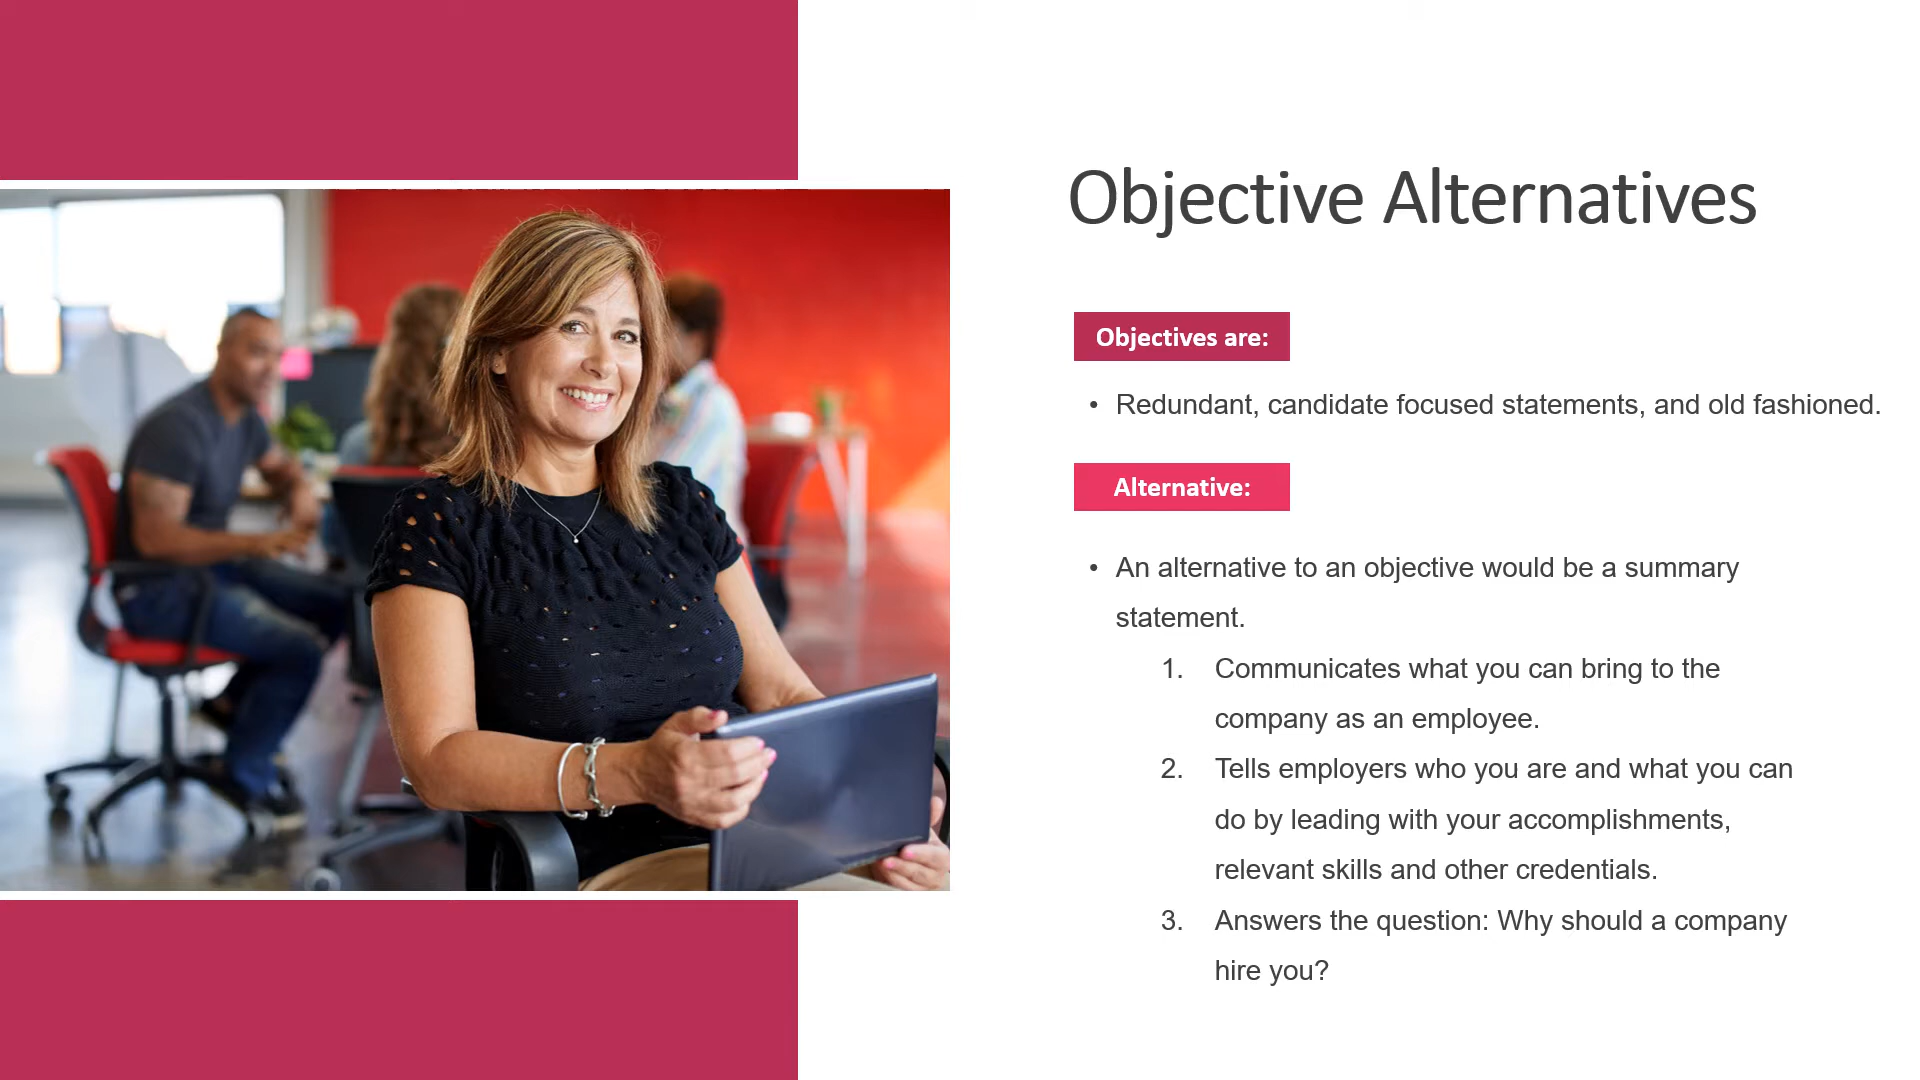 Objective Alternatives
Objectives are:
• Redundant, candidate focused statements, and old fashioned.
Alternative:
• An alternative to an objective would be a summary
statement.
1. Communicates what you can bring to the
company as an employee.
2. Tells employers who you are and what you can
do by leading with your accomplishments,
relevant skills and other credentials.
3. Answers the question: Why should a company
hire you?